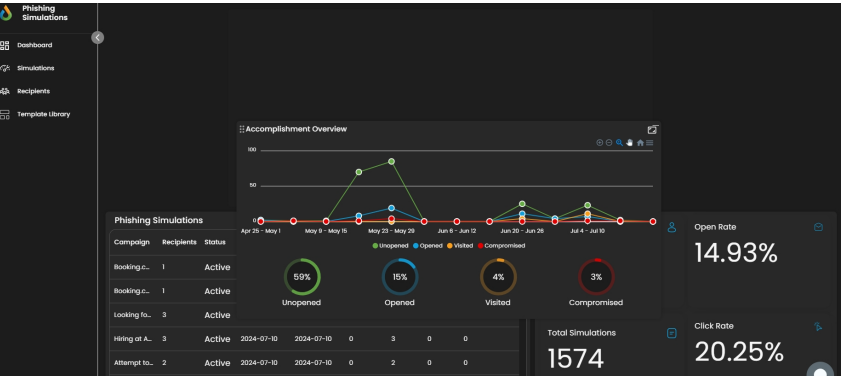 Phishing
Simulations
Dashboard
Simulations
Recipients
Template Library
Accomplishment Overview
100
50
0
Apr 25 - May 1 May 9 - May 15 May 23 - May 29 Jun 6 - Jun 12 Jun 20 - Jun 26 Jul 4 - Jul 10
Unopened Opened Visited Compromised
59% 15% 4% 3%
Unopened Opened Visited Compromised
Phishing Simulations
Campaign Recipients Status
Booking.c... 1 Active
Booking.c... 1 Active
Looking fo... 3 Active
Hiring at A... 3 Active 2024-07-10 2024-07-10 0 3 0 0
Attempt to... 2 Active 2024-07-10 2024-07-10 0 2 0 0
Open Rate
14.93%
Total Simulations
1574
Click Rate
20.25%